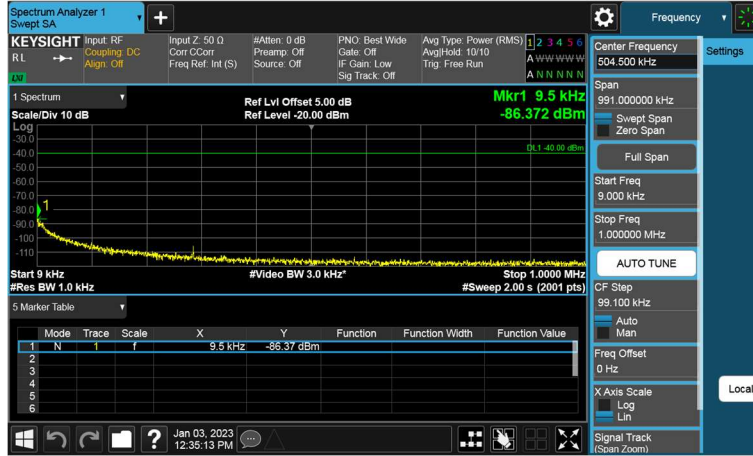 Spectrum Analyzer 1
Swept SA
Frequency
KEYSIGHT
R L
LXI
Input: RF
Coupling: DC
Align: Off
Input Z: 50 Ω
Corr CCorr
Freq Ref: Int (S)
#Atten: 0 dB
Preamp: Off
Source: Off
PNO: Best Wide
Gate: Off
IF Gain: Low
Sig Track: Off
Avg Type: Power (RMS)
Avg|Hold: 10/10
Trig: Free Run
1 2 3 4 5 6
A W W W W W
A N N N N N
1 Spectrum
Scale/Div 10 dB
Ref Lvl Offset 5.00 dB
Ref Level -20.00 dBm
Mkr1 9.5 kHz
-86.372 dBm
Log
-30.0
-40.0
-50.0
-60.0
-70.0
-80.0
-90.0
-100
-110
DL1 -40.00 dBm
1
Start 9 kHz
#Res BW 1.0 kHz
#Video BW 3.0 kHz*
Stop 1.0000 MHz
#Sweep 2.00 s (2001 pts)
5 Marker Table
Mode Trace Scale X Y Function Function Width Function Value
1 N 1 f 9.5 kHz -86.37 dBm
2
3
4
5
6
Jan 03, 2023
12:35:13 PM
Center Frequency
504.500 kHz
Settings
Span
991.000000 kHz
Swept Span
Zero Span
Full Span
Start Freq
9.000 kHz
Stop Freq
1.000000 MHz
AUTO TUNE
CF Step
99.100 kHz
Auto
Man
Freq Offset
0 Hz
X Axis Scale
Log
Lin
Local
Signal Track
(Span Zoom)